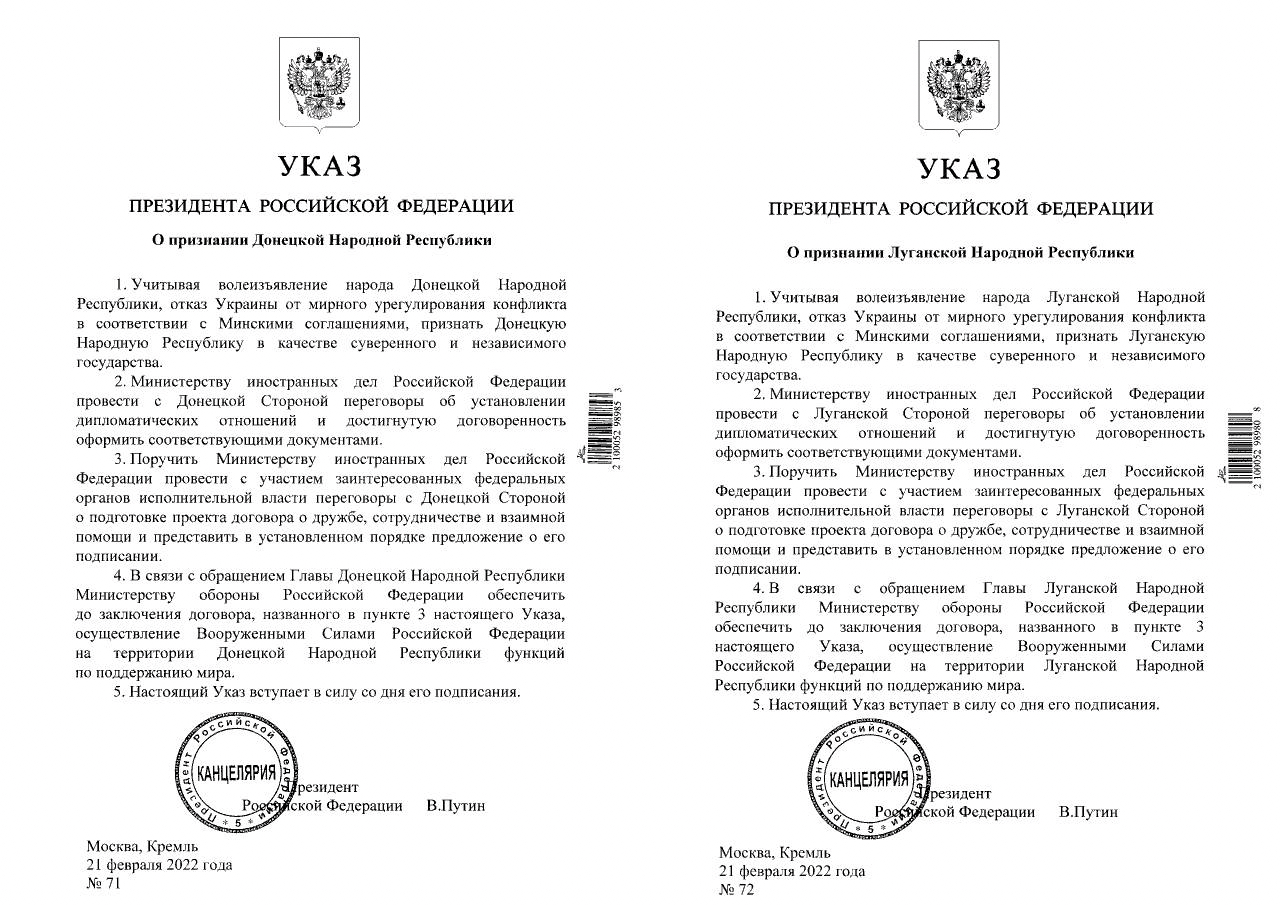 УКАЗ
ПРЕЗИДЕНТА РОССИЙСКОЙ ФЕДЕРАЦИИ
О признании Донецкой Народной Республики
1. Учитывая волеизъявление народа Донецкой Народной
Республики, отказ Украины от мирного урегулирования конфликта
в соответствии с Минскими соглашениями, признать Донецкую
Народную Республику в качестве суверенного и независимого
государства.
2. Министерству иностранных дел Российской Федерации
провести с Донецкой Стороной переговоры об установлении
дипломатических отношений и достигнутую договоренность
оформить соответствующими документами.
3. Поручить Министерству иностранных дел Российской
Федерации провести с участием заинтересованных федеральных
органов исполнительной власти переговоры с Донецкой Стороной
о подготовке проекта договора о дружбе, сотрудничестве и взаимной
помощи и представить в установленном порядке предложение о его
подписании.
4. В связи с обращением Главы Донецкой Народной Республики
Министерству обороны Российской Федерации обеспечить
до заключения договора, названного в пункте 3 настоящего Указа,
осуществление Вооруженными Силами Российской Федерации
на территории Донецкой Народной Республики функций
по поддержанию мира.
5. Настоящий Указ вступает в силу со дня его подписания.
Президент Российской Федерации * 5 *
КАНЦЕЛЯРИЯ
Президент
Российской Федерации В.Путин
Москва, Кремль
21 февраля 2022 года
№ 71
2 100052 98985 3
УКАЗ
ПРЕЗИДЕНТА РОССИЙСКОЙ ФЕДЕРАЦИИ
О признании Луганской Народной Республики
1. Учитывая волеизъявление народа Луганской Народной
Республики, отказ Украины от мирного урегулирования конфликта
в соответствии с Минскими соглашениями, признать Луганскую
Народную Республику в качестве суверенного и независимого
государства.
2. Министерству иностранных дел Российской Федерации
провести с Луганской Стороной переговоры об установлении
дипломатических отношений и достигнутую договоренность
оформить соответствующими документами.
3. Поручить Министерству иностранных дел Российской
Федерации провести с участием заинтересованных федеральных
органов исполнительной власти переговоры с Луганской Стороной
о подготовке проекта договора о дружбе, сотрудничестве и взаимной
помощи и представить в установленном порядке предложение о его
подписании.
4. В связи с обращением Главы Луганской Народной
Республики Министерству обороны Российской Федерации
обеспечить до заключения договора, названного в пункте 3
настоящего Указа, осуществление Вооруженными Силами
Российской Федерации на территории Луганской Народной
Республики функций по поддержанию мира.
5. Настоящий Указ вступает в силу со дня его подписания.
Президент Российской Федерации * 5 *
КАНЦЕЛЯРИЯ
Президент
Российской Федерации В.Путин
Москва, Кремль
21 февраля 2022 года
№ 72
2 100052 98980 8